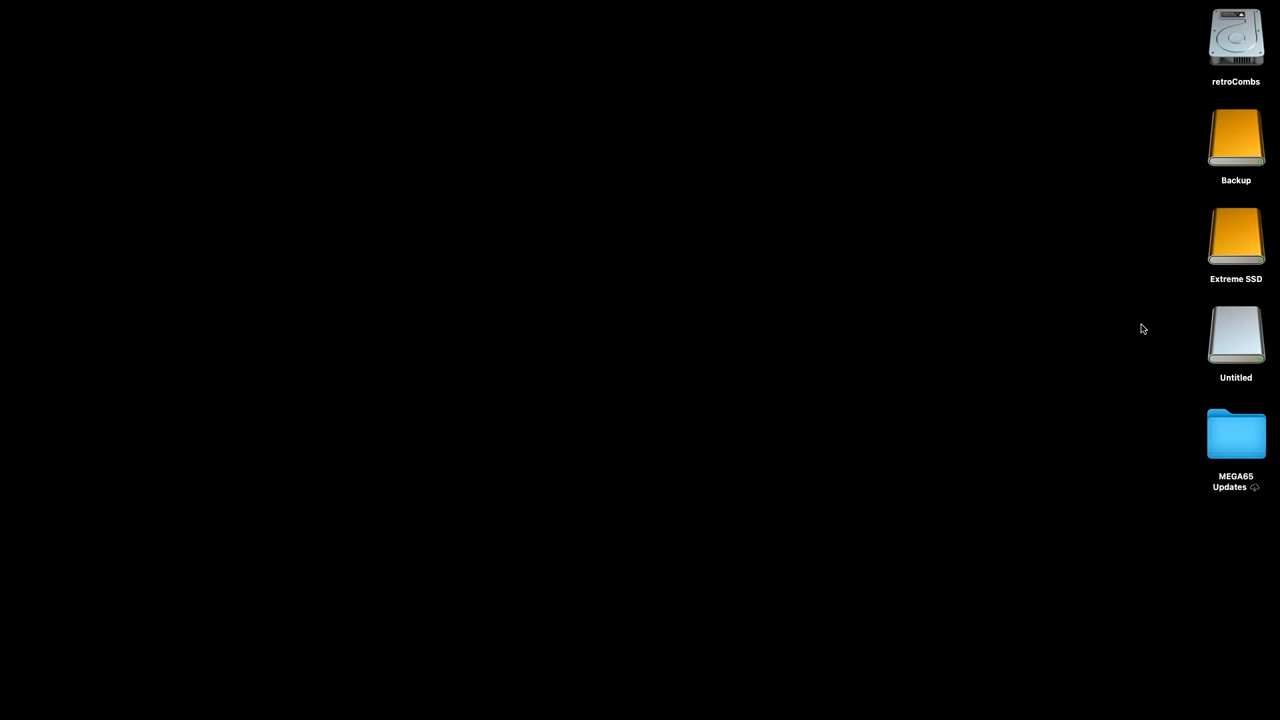 retroCombs
Backup
Extreme SSD
Untitled
MEGA65
Updates